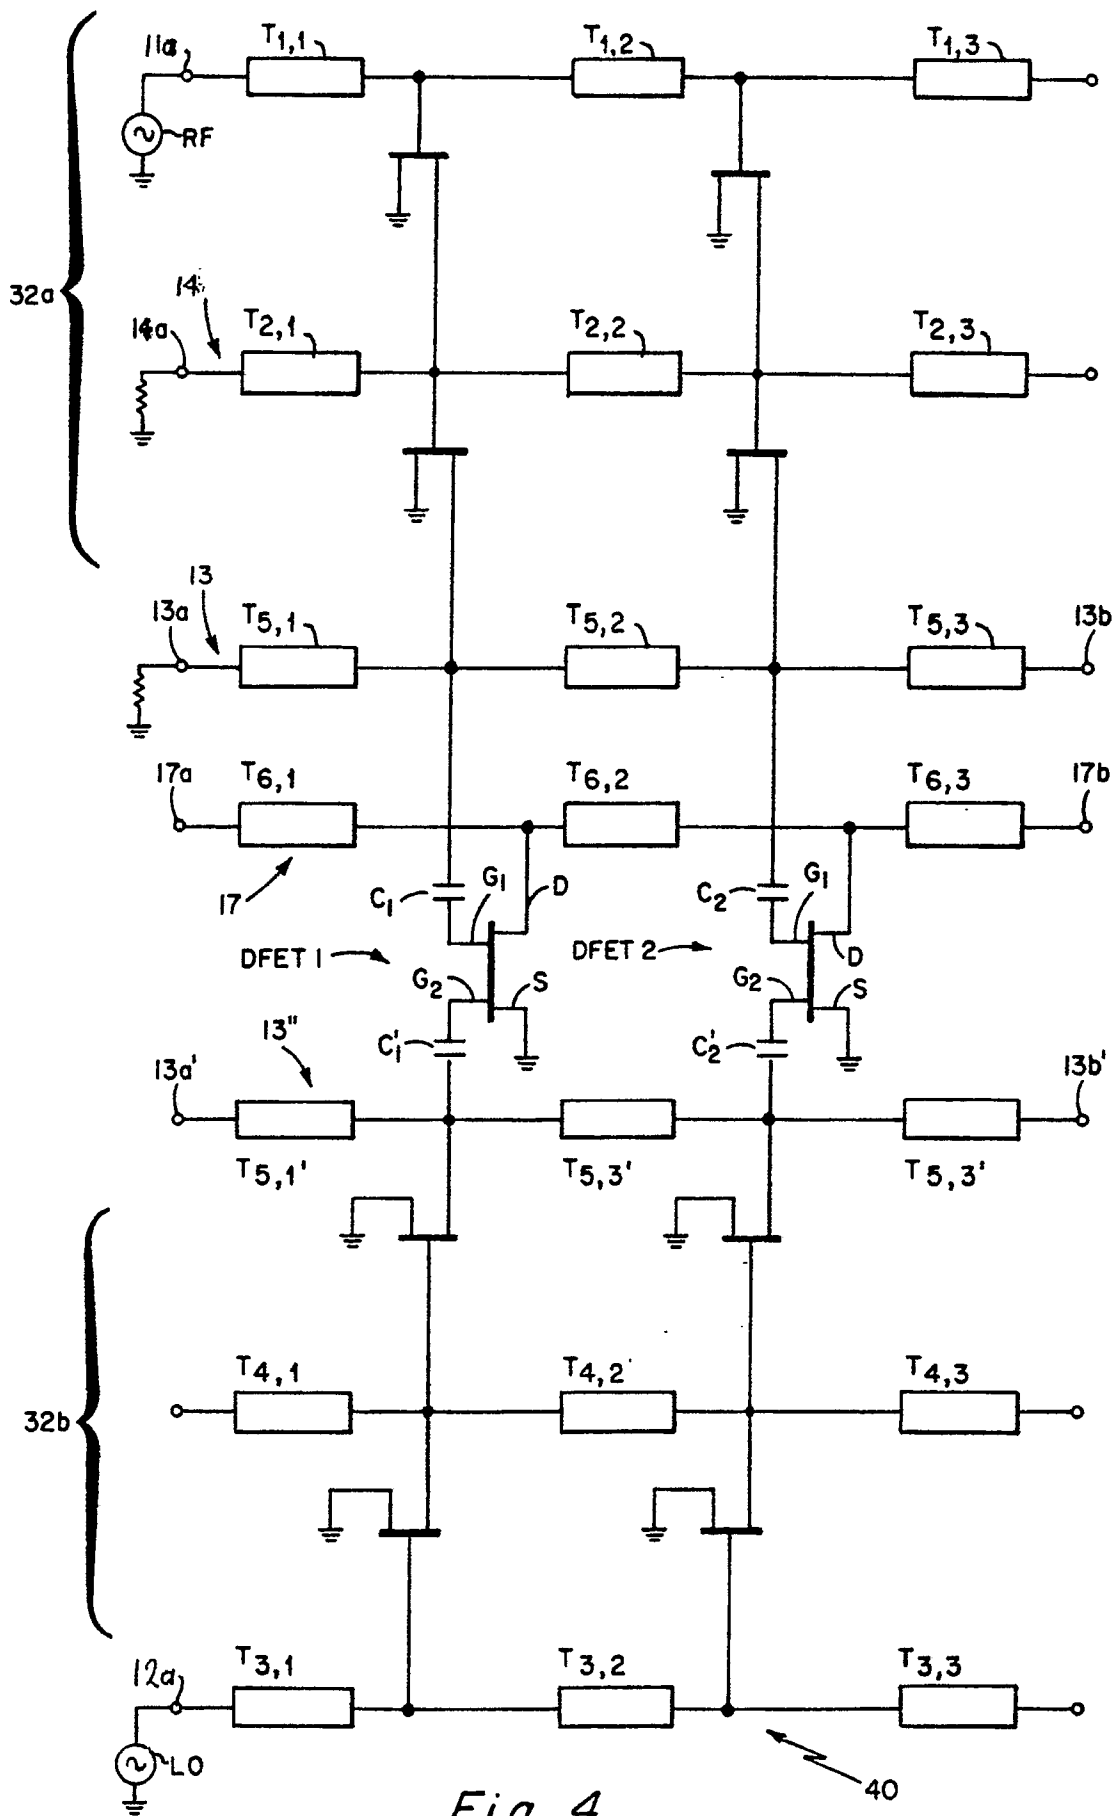 11a T1,1 T1,2 T1,3
RF
32a
14
14a T2,1 T2,2 T2,3
13
13a T5,1 T5,2 T5,3 13b
17a T6,1 T6,2 T6,3 17b
17 C1 G1 D C2 G1
DFET 1 DFET 2 D
G2 S G2 S
13" C1' C2'
13a' 13b'
T5,1' T5,3' T5,3'
T4,1 T4,2' T4,3
32b
12a T3,1 T3,2 T3,3
LO
40
Fig. 4